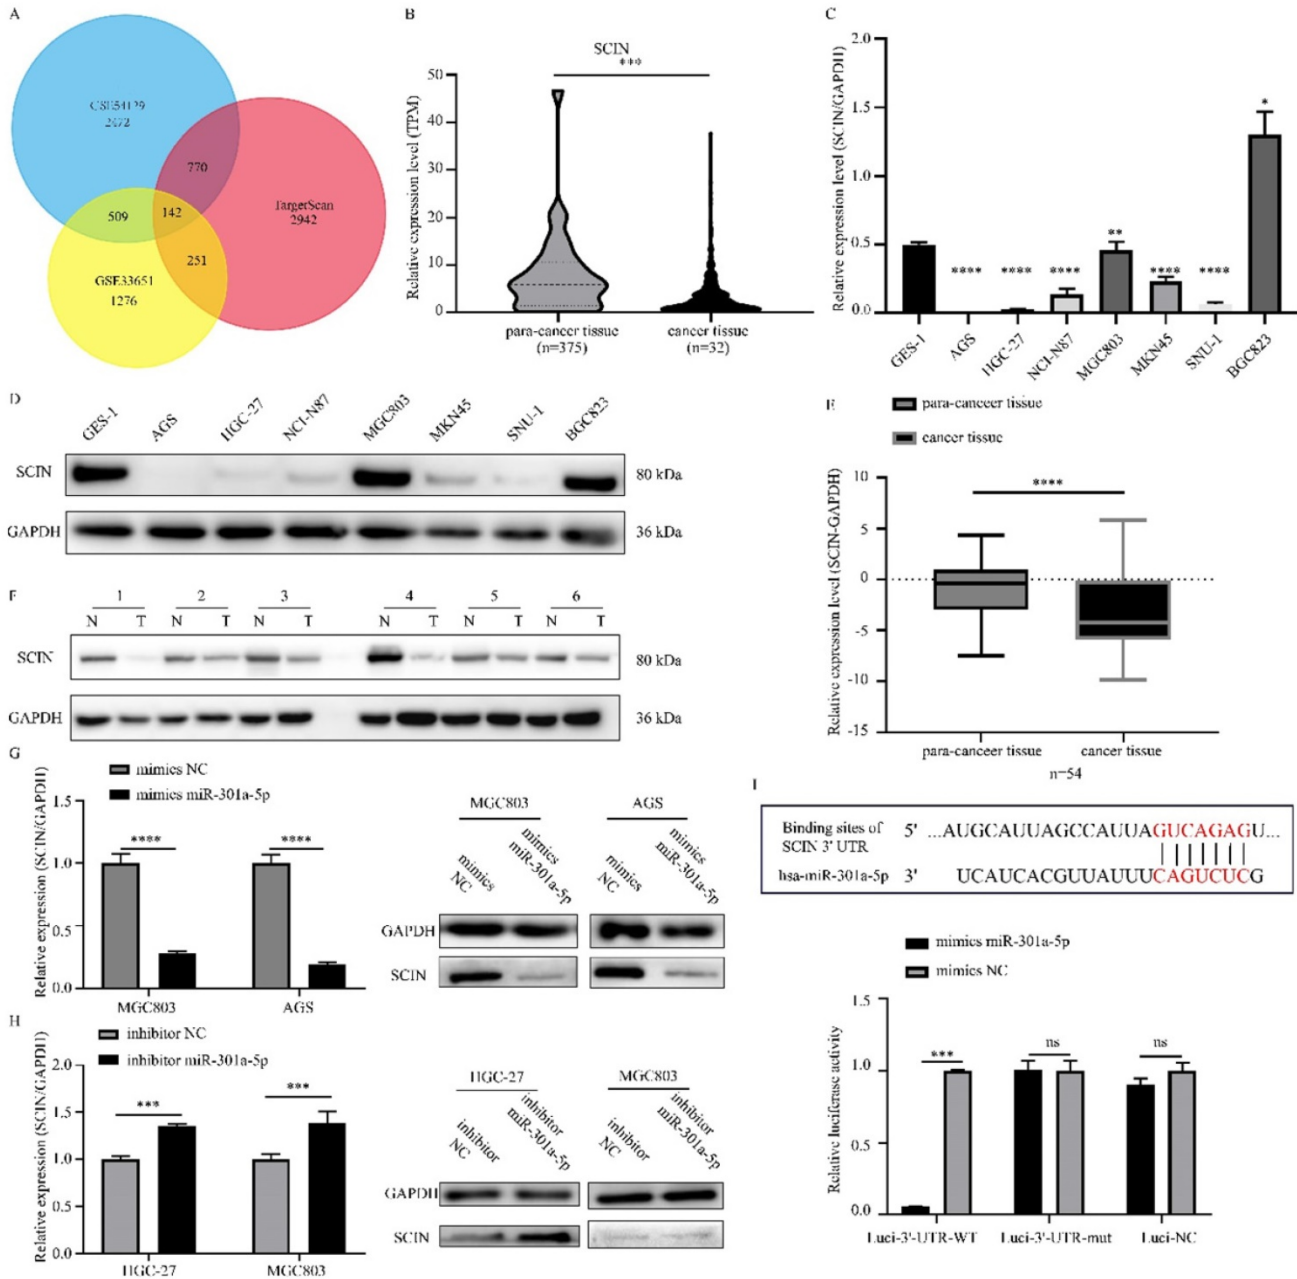 A
GSE54129
2472
770
509
142
TargetScan
2942
251
GSE33651
1276
B
SCIN
***
Relative expression level (TPM)
50
40
30
20
10
0
para-cancer tissue
(n=375)
cancer tissue
(n=32)
C
Relative expression level (SCIN/GAPDH)
2.0
1.5
1.0
0.5
0.0
****
****
****
**
****
****
*
GES-1
AGS
HGC-27
NCI-N87
MGC803
MKN45
SNU-1
BGC823
D
GES-1
AGS
HGC-27
NCI-N87
MGC803
MKN45
SNU-1
BGC823
SCIN
80 kDa
GAPDH
36 kDa
E
para-canceer tissue
cancer tissue
Relative expression level (SCIN-GAPDH)
10
5
0
-5
-10
-15
****
para-canceer tissue
cancer tissue
n=54
F
1 2 3 4 5 6
N T N T N T N T N T N T
SCIN
80 kDa
GAPDH
36 kDa
G
mimics NC
mimics miR-301a-5p
Relative expression (SCIN/GAPDH)
1.5
1.0
0.5
0.0
****
****
MGC803
AGS
MGC803
AGS
mimics
NC
mimics
miR-301a-5p
mimics
NC
mimics
miR-301a-5p
GAPDH
SCIN
H
inhibitor NC
inhibitor miR-301a-5p
Relative expression (SCIN/GAPDH)
2.0
1.5
1.0
0.5
0.0
***
***
HGC-27
MGC803
HGC-27
MGC803
inhibitor
NC
inhibitor
miR-301a-5p
inhibitor
NC
inhibitor
miR-301a-5p
GAPDH
SCIN
I
Binding sites of
SCIN 3' UTR
5' ...AUGCAUUAGCCAUUAGUCAGAGU...
hsa-miR-301a-5p 3' UCAUCACGUUAUUUCAGUCUCG
mimics miR-301a-5p
mimics NC
Relative luciferase activity
1.5
1.0
0.5
0.0
***
ns
ns
Luci-3'-UTR-WT
Luci-3'-UTR-mut
Luci-NC